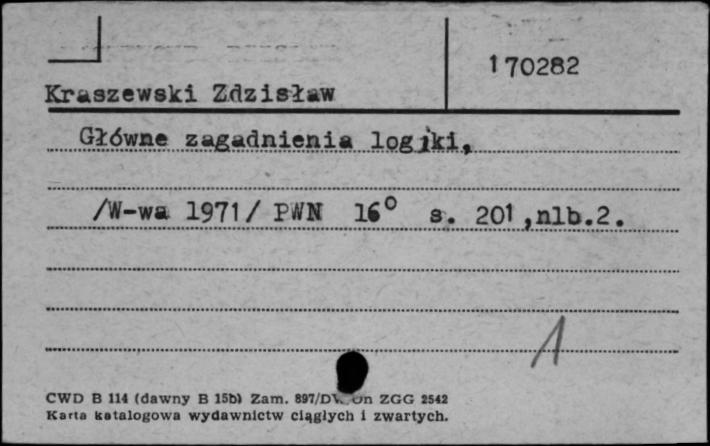 170282
Kraszewski Zdzisław
Główne zagadnienia logiki,
/W-wa 1971/ PWN 16° s. 201,nlb.2.
1
CWD B 114 (dawny B 15b) Zam. 897/ ZGG 2542
Karta katalogowa wydawnictw ciągłych i zwartych.